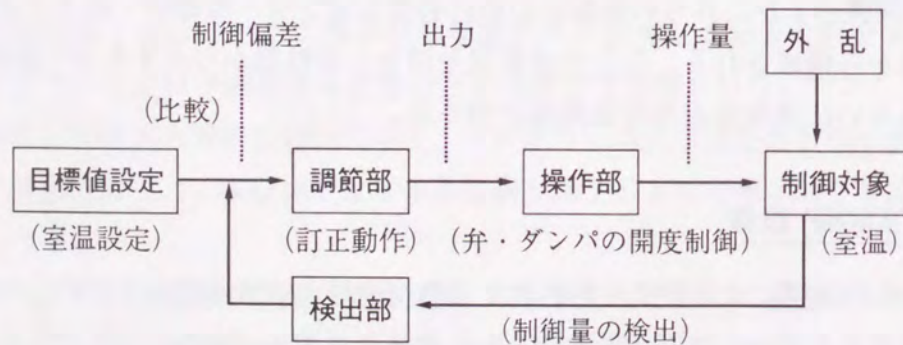 制御偏差
出力
操作量
外 乱
(比較)
目標値設定
調節部
操作部
制御対象
(室温設定)
(訂正動作)
(弁・ダンパの開度制御)
(室温)
検出部
(制御量の検出)